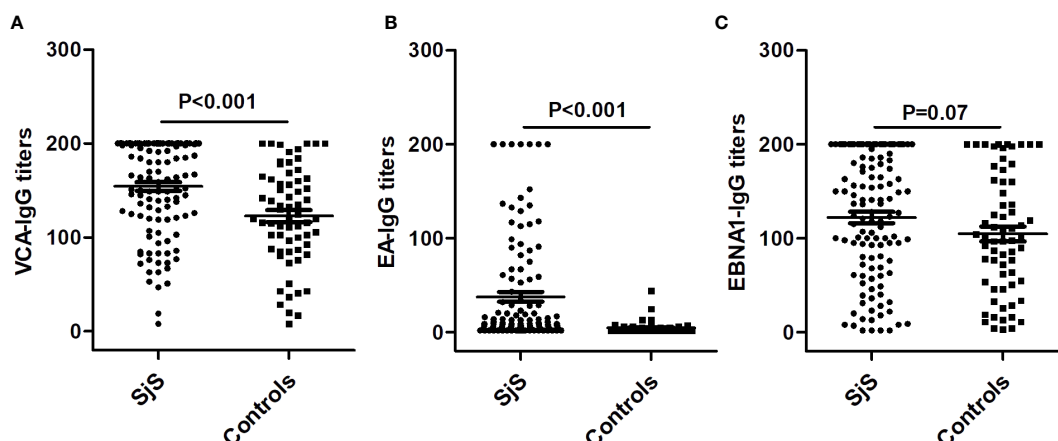 A
VCA-IgG titers
300
200
100
0
P<0.001
SjS
Controls
B
EA-IgG titers
300
200
100
0
P<0.001
SjS
Controls
C
EBNA1-IgG titers
300
200
100
0
P=0.07
SjS
Controls